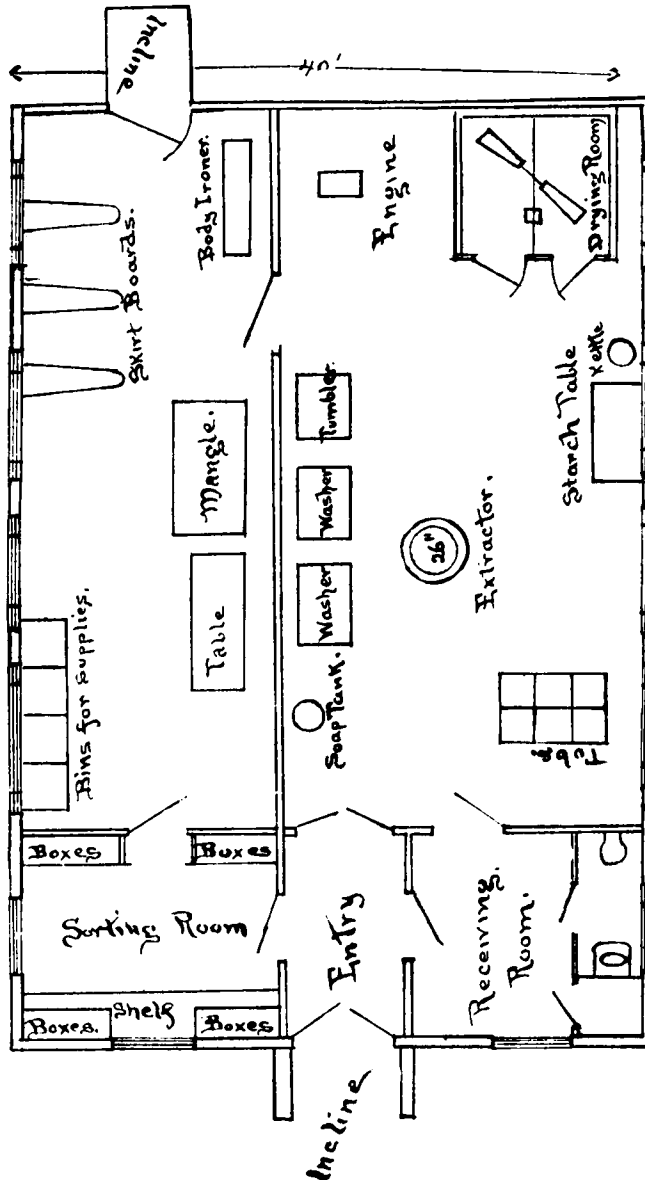 Incline
40'
Skirt Boards.
Body Ironer.
Engine
Drying Room
Kettle
Starch Table
Mangle.
Tumbler.
Washer
Washer
26"
Extractor.
Table
Bins for supplies.
Soap Tank.
Tubs.
Boxes
Boxes
Sorting Room
Entry
Receiving.
Room.
Shelf
Boxes.
Boxes
Incline